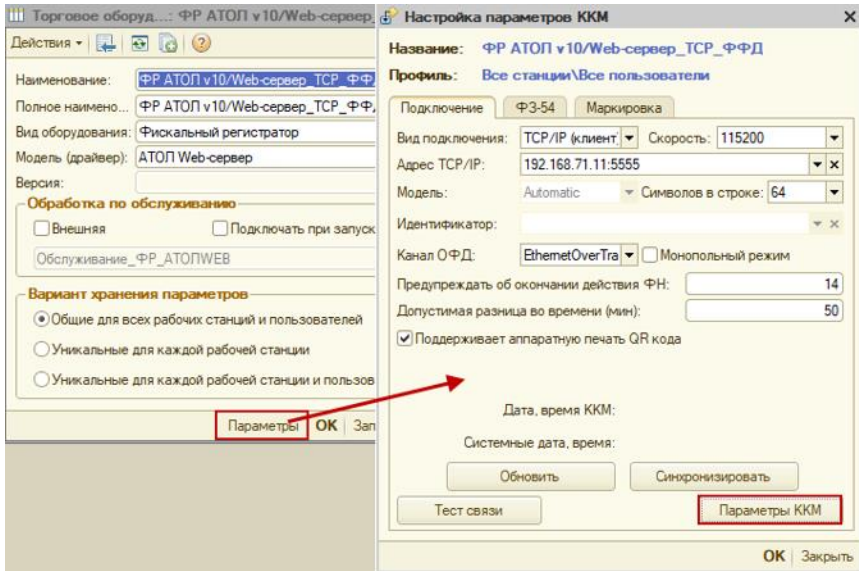 Торговое оборуд...: ФР АТОЛ v10/Web-сервер_
Действия
Наименование: ФР АТОЛ v10/Web-сервер_TCP_ФФД
Полное наимено... ФР АТОЛ v10/Web-сервер_TCP_ФФД
Вид оборудования: Фискальный регистратор
Модель (драйвер): АТОЛ Web-сервер
Версия:
Обработка по обслуживанию
Внешняя Подключать при запуск
Обслуживание_ФР_АТОЛWEB
Вариант хранения параметров
Общие для всех рабочих станций и пользователей
Уникальные для каждой рабочей станции
Уникальные для каждой рабочей станции и пользов
Параметры OK Зап
Настройка параметров ККМ
Название: ФР АТОЛ v10/Web-сервер_TCP_ФФД
Профиль: Все станции\Все пользователи
Подключение ФЗ-54 Маркировка
Вид подключения: TCP/IP (клиент) Скорость: 115200
Адрес TCP/IP: 192.168.71.11:5555
Модель: Automatic Символов в строке: 64
Идентификатор:
Канал ОФД: EthernetOverTra Монопольный режим
Предупреждать об окончании действия ФН: 14
Допустимая разница во времени (мин): 50
Поддерживает аппаратную печать QR кода
Дата, время ККМ:
Системные дата, время:
Обновить Синхронизировать
Тест связи Параметры ККМ
OK Закрыть